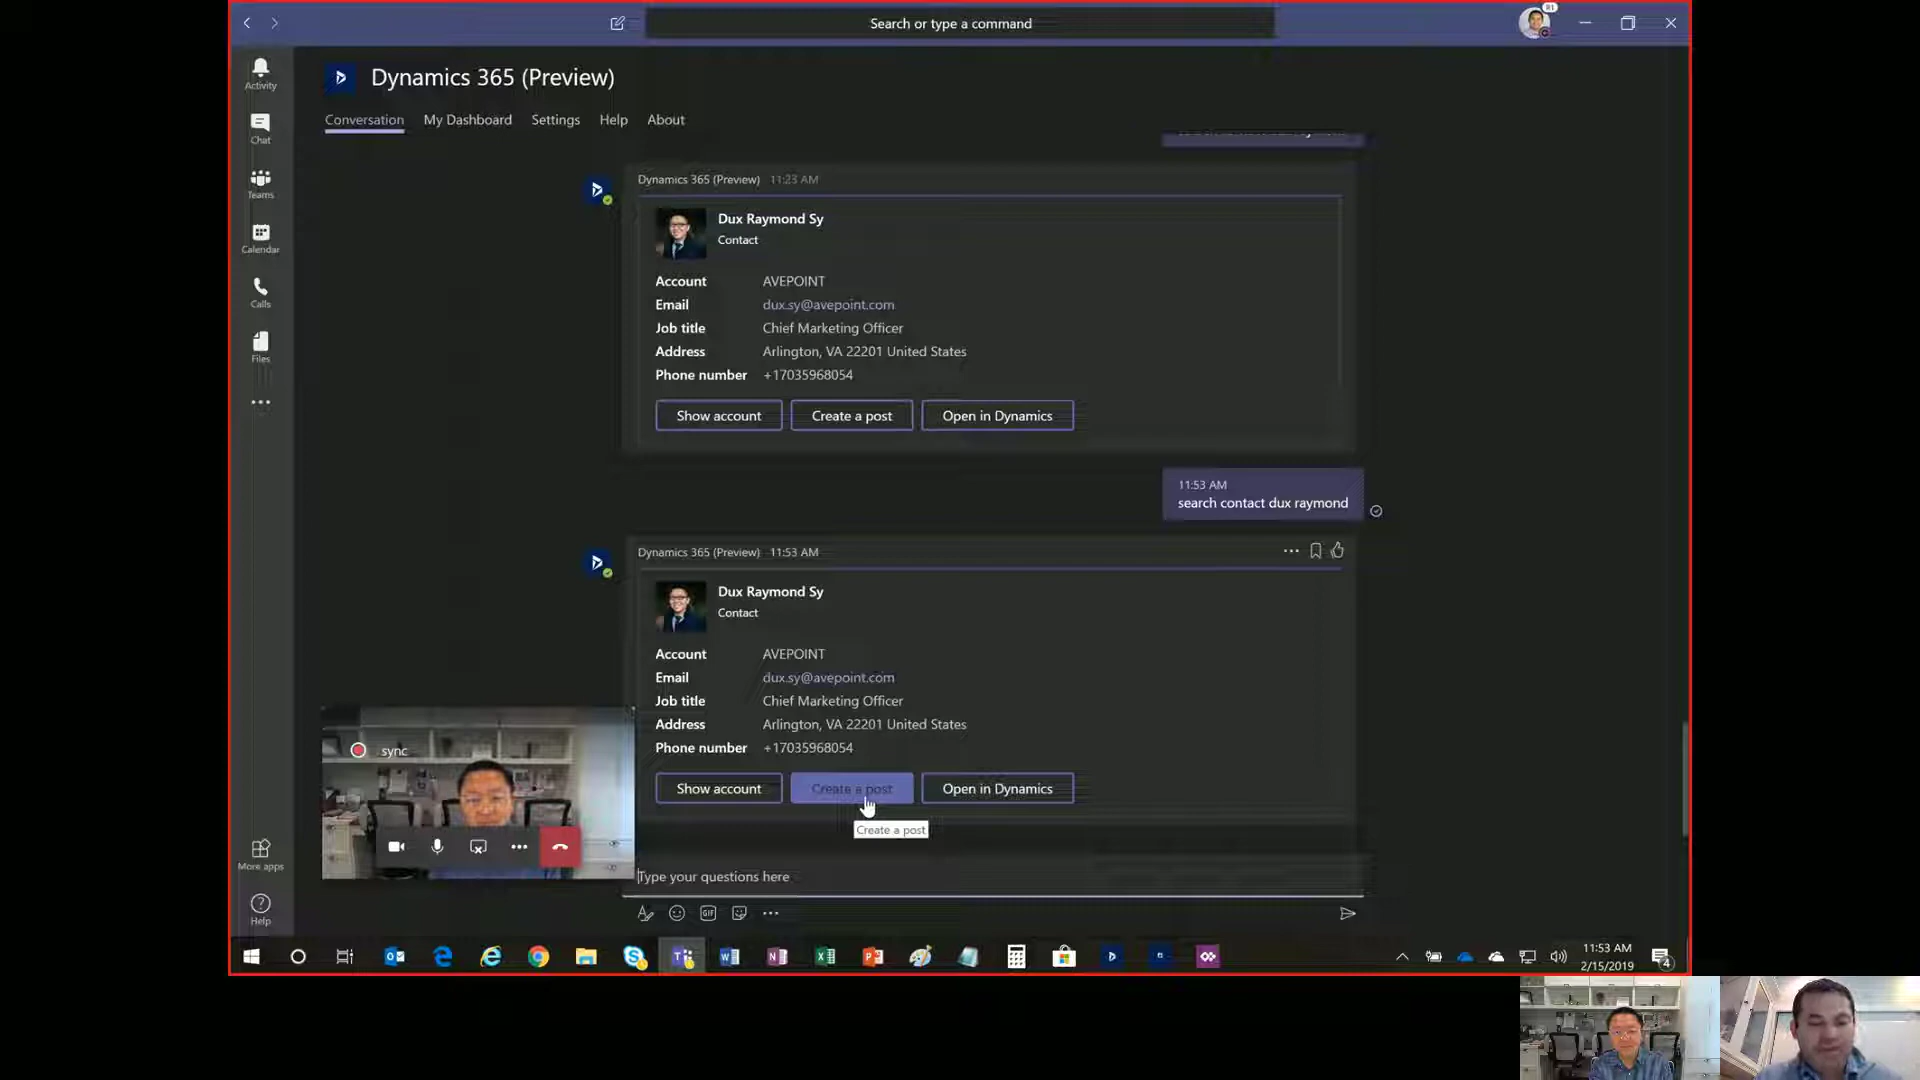 Search or type a command
R1
Activity
Chat
Teams
Calendar
Calls
Files
More apps
Help
Dynamics 365 (Preview)
Conversation My Dashboard Settings Help About
Dynamics 365 (Preview) 11:23 AM
Dux Raymond Sy
Contact
Account AVEPOINT
Email dux.sy@avepoint.com
Job title Chief Marketing Officer
Address Arlington, VA 22201 United States
Phone number +17035968054
Show account Create a post Open in Dynamics
11:53 AM
search contact dux raymond
Dynamics 365 (Preview) 11:53 AM
Dux Raymond Sy
Contact
Account AVEPOINT
Email dux.sy@avepoint.com
Job title Chief Marketing Officer
Address Arlington, VA 22201 United States
Phone number +17035968054
Show account Create a post Open in Dynamics
Create a post
sync
Type your questions here
GIF
11:53 AM
2/15/2019
4